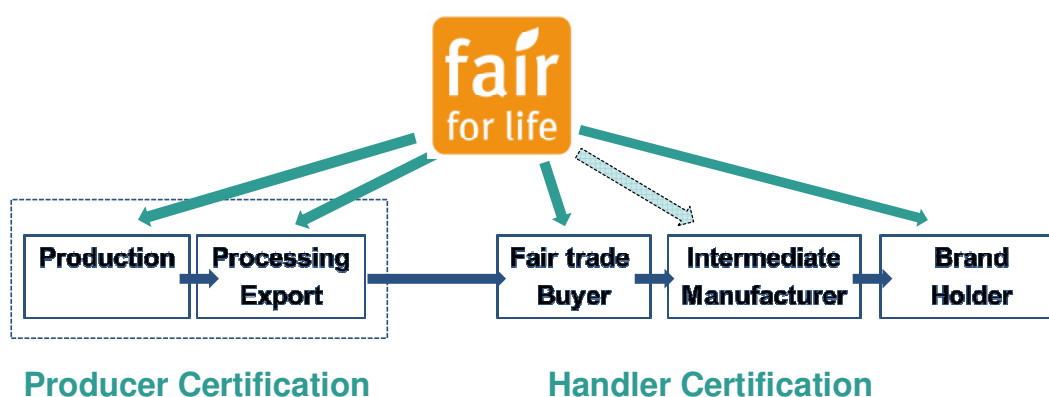 fair
for life
Production
Processing
Export
Fair trade
Buyer
Intermediate
Manufacturer
Brand
Holder
Producer Certification
Handler Certification